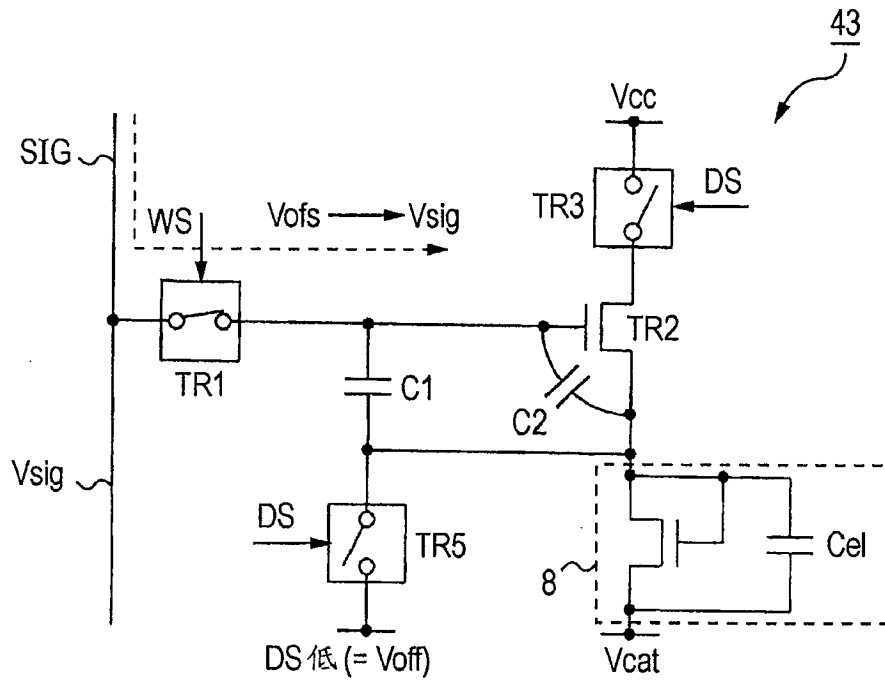 43
Vcc
SIG
WS
Vofs
Vsig
TR3
DS
TR1
TR2
C1
C2
Vsig
DS
TR5
8
Cel
DS 低 (= Voff)
Vcat